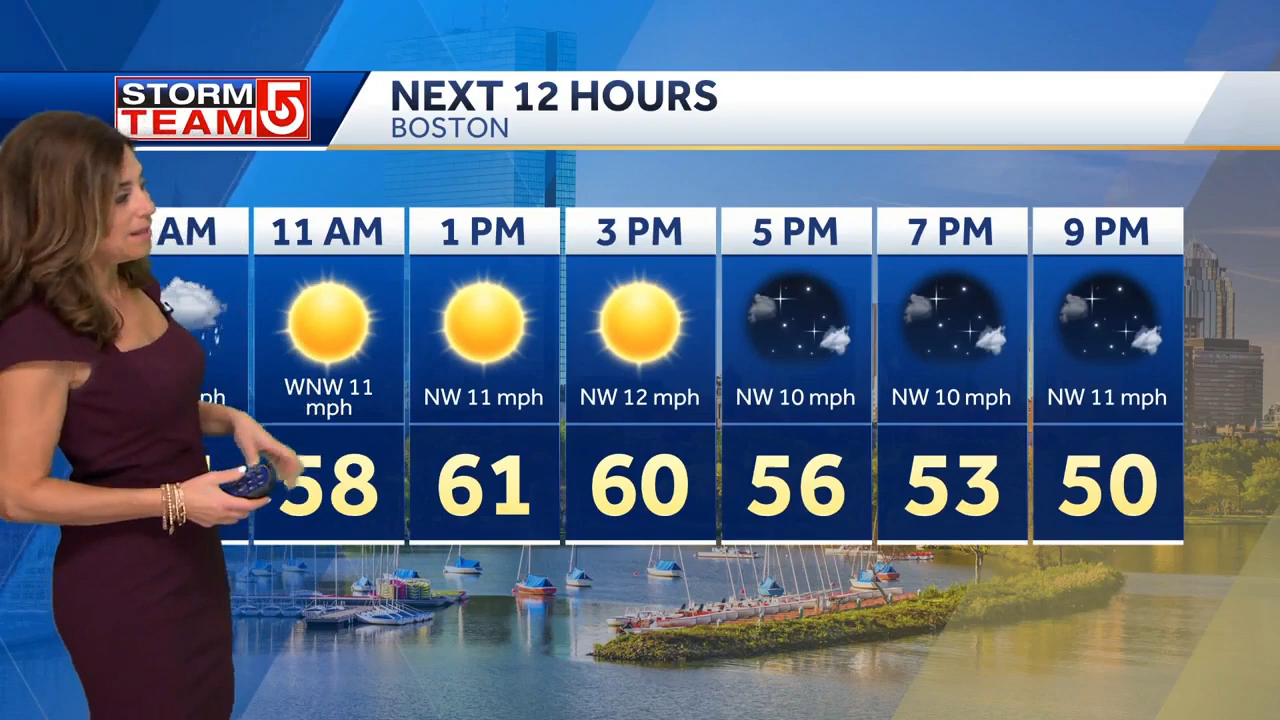 STORM
TEAM 5
NEXT 12 HOURS
BOSTON
AM 11 AM 1 PM 3 PM 5 PM 7 PM 9 PM
WNW 11 mph NW 11 mph NW 12 mph NW 10 mph NW 10 mph NW 11 mph
58 61 60 56 53 50